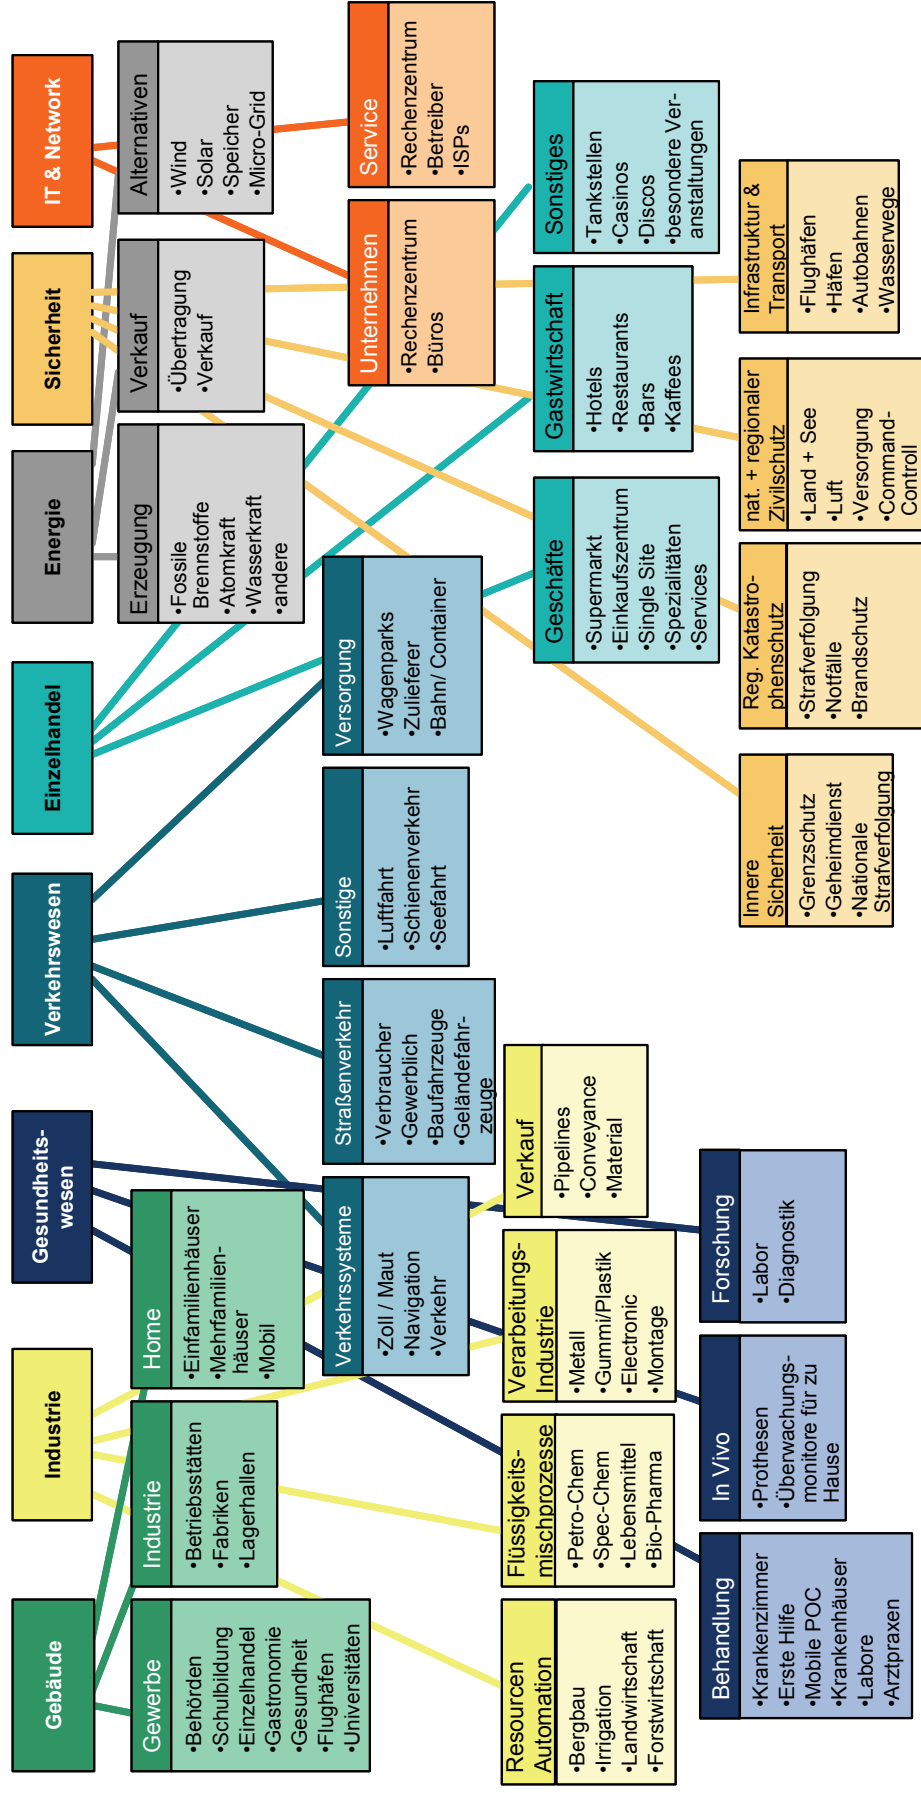 Gebäude
Industrie
Gesundheits-
wesen
Verkehrswesen
Einzelhandel
Energie
Sicherheit
IT & Network
Gewerbe
•Behörden
•Schulbildung
•Einzelhandel
•Gastronomie
•Gesundheit
•Flughäfen
•Universitäten
Industrie
•Betriebsstätten
•Fabriken
•Lagerhallen
Home
•Einfamilienhäuser
•Mehrfamilien-
häuser
•Mobil
Erzeugung
•Fossile
Brennstoffe
•Atomkraft
•Wasserkraft
•andere
Verkauf
•Übertragung
•Verkauf
Alternativen
•Wind
•Solar
•Speicher
•Micro-Grid
Verkehrssysteme
•Zoll / Maut
•Navigation
•Verkehr
Straßenverkehr
•Verbraucher
•Gewerblich
•Baufahrzeuge
•Geländefahr-
zeuge
Sonstige
•Luftfahrt
•Schienenverkehr
•Seefahrt
Versorgung
•Wagenparks
•Zulieferer
•Bahn/ Container
Unternehmen
•Rechenzentrum
•Büros
Service
•Rechenzentrum
•Betreiber
•ISPs
Resourcen
Automation
•Bergbau
•Irrigation
•Landwirtschaft
•Forstwirtschaft
Flüssigkeits-
mischprozesse
•Petro-Chem
•Spec-Chem
•Lebensmittel
•Bio-Pharma
Verarbeitungs-
Industrie
•Metall
•Gummi/Plastik
•Electronic
•Montage
Verkauf
•Pipelines
•Conveyance
•Material
Geschäfte
•Supermarkt
•Einkaufszentrum
•Single Site
•Spezialitäten
•Services
Gastwirtschaft
•Hotels
•Restaurants
•Bars
•Kaffees
Sonstiges
•Tankstellen
•Casinos
•Discos
•besondere Ver-
anstaltungen
Behandlung
•Krankenzimmer
•Erste Hilfe
•Mobile POC
•Krankenhäuser
•Labore
•Arztpraxen
In Vivo
•Prothesen
•Überwachungs-
monitore für zu
Hause
Forschung
•Labor
•Diagnostik
Innere
Sicherheit
•Grenzschutz
•Geheimdienst
•Nationale
Strafverfolgung
Reg. Katastro-
phenschutz
•Strafverfolgung
•Notfälle
•Brandschutz
nat. + regionaler
Zivilschutz
•Land + See
•Luft
•Versorgung
•Command-
Controll
Infrastruktur &
Transport
•Flughäfen
•Häfen
•Autobahnen
•Wasserwege